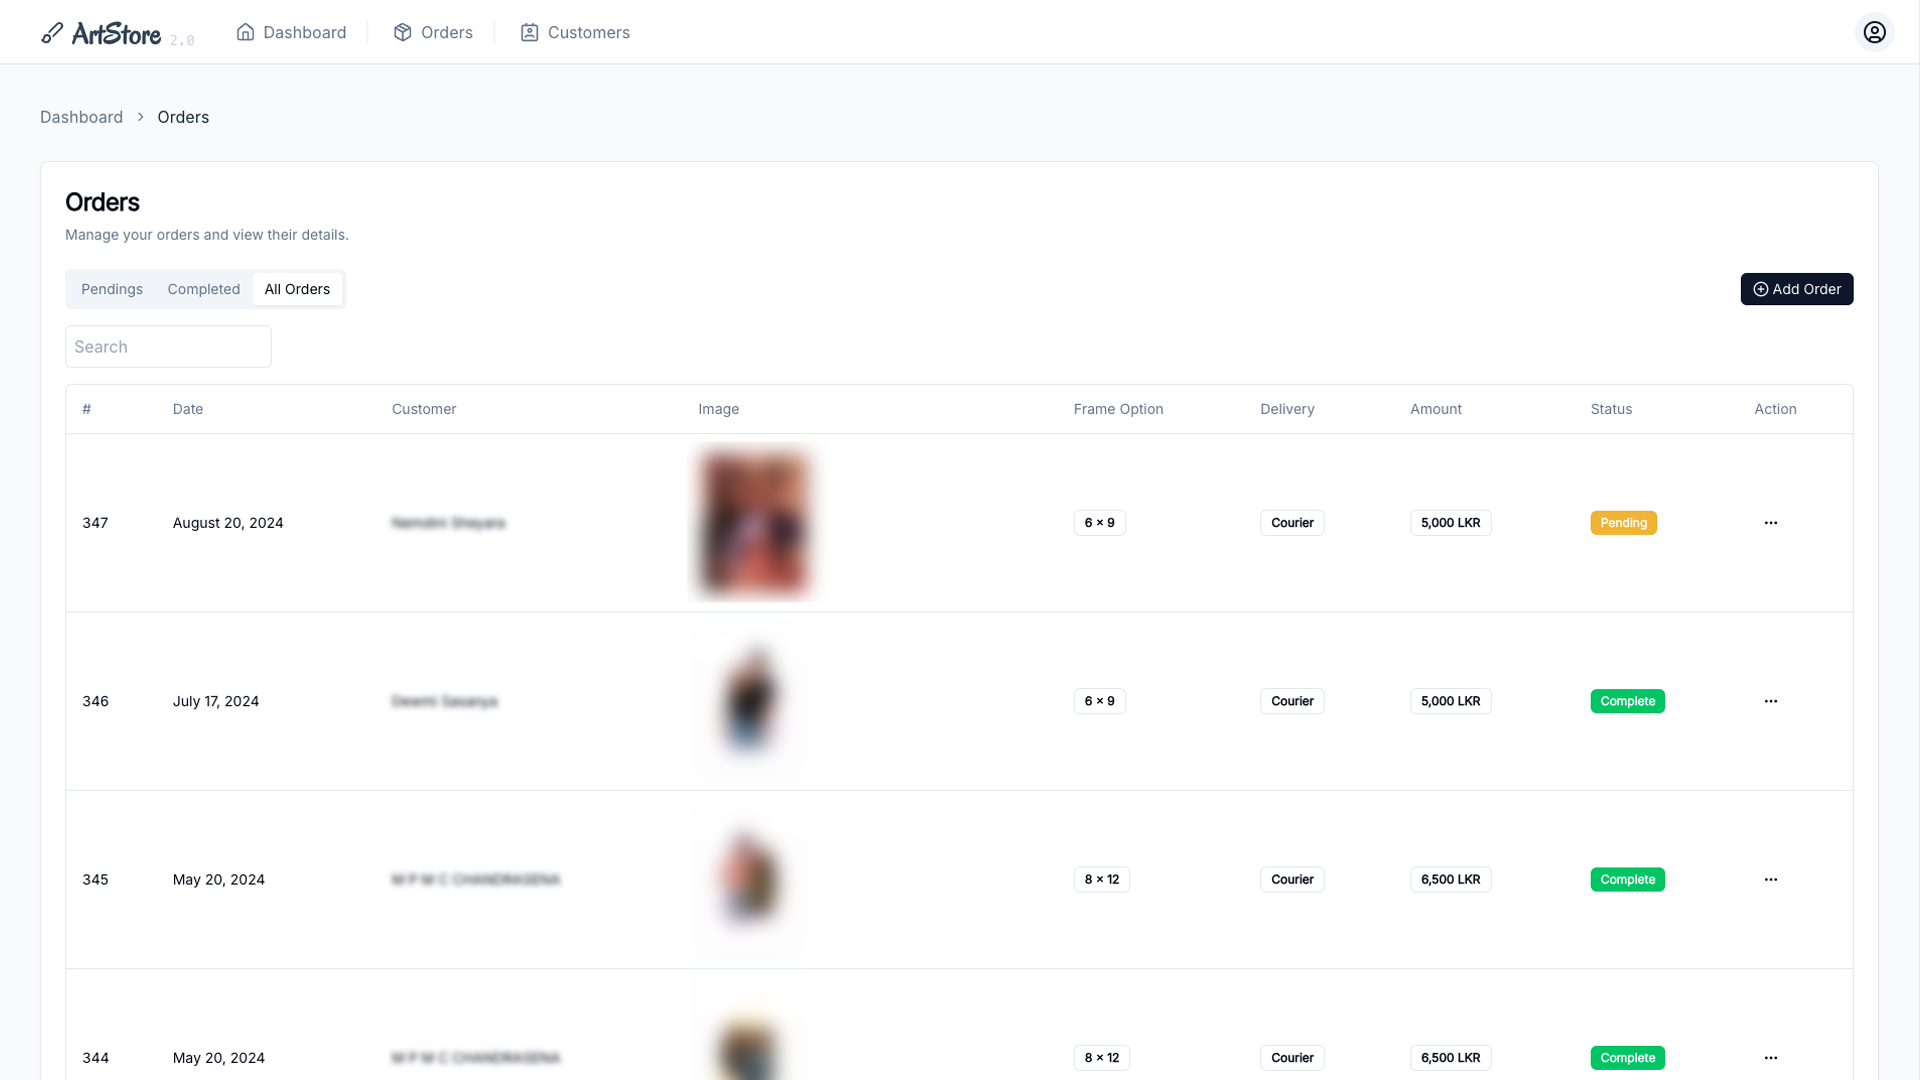 ArtStore 2.0 Dashboard Orders Customers
Dashboard > Orders
Orders
Manage your orders and view their details.
Pendings Completed All Orders Add Order
Search
# Date Customer Image Frame Option Delivery Amount Status Action
347 August 20, 2024 6 × 9 Courier 5,000 LKR Pending ...
346 July 17, 2024 6 × 9 Courier 5,000 LKR Complete ...
345 May 20, 2024 M P M C CHANDRASENA 8 × 12 Courier 6,500 LKR Complete ...
344 May 20, 2024 M P M C CHANDRASENA 8 × 12 Courier 6,500 LKR Complete ...